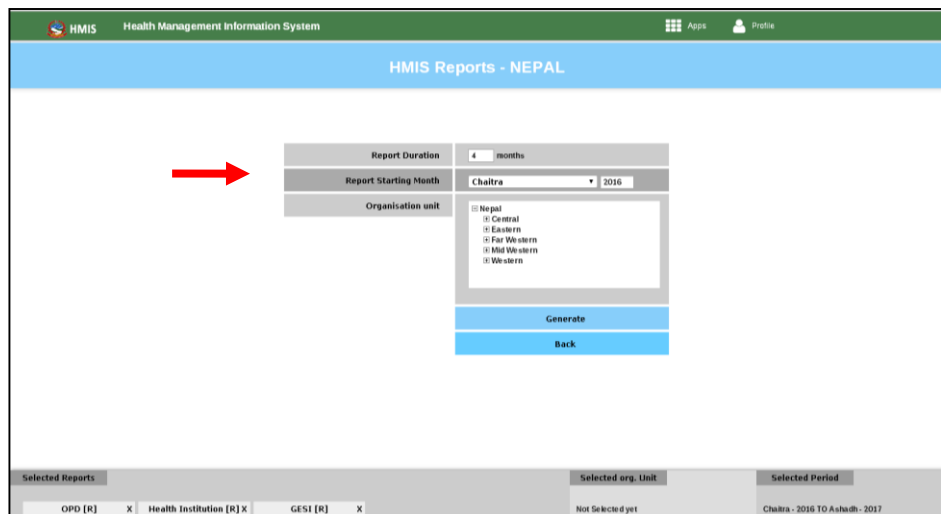 HMIS Health Management Information System Apps Profile
HMIS Reports - NEPAL
Report Duration 4 months
Report Starting Month Chaitra 2016
Organisation unit
Nepal
Central
Eastern
Far Western
Mid Western
Western
Generate
Back
Selected Reports Selected org. Unit Selected Period
OPD [R] X Health Institution [R] X GESI [R] X Not Selected yet Chaitra - 2016 TO Ashadh - 2017